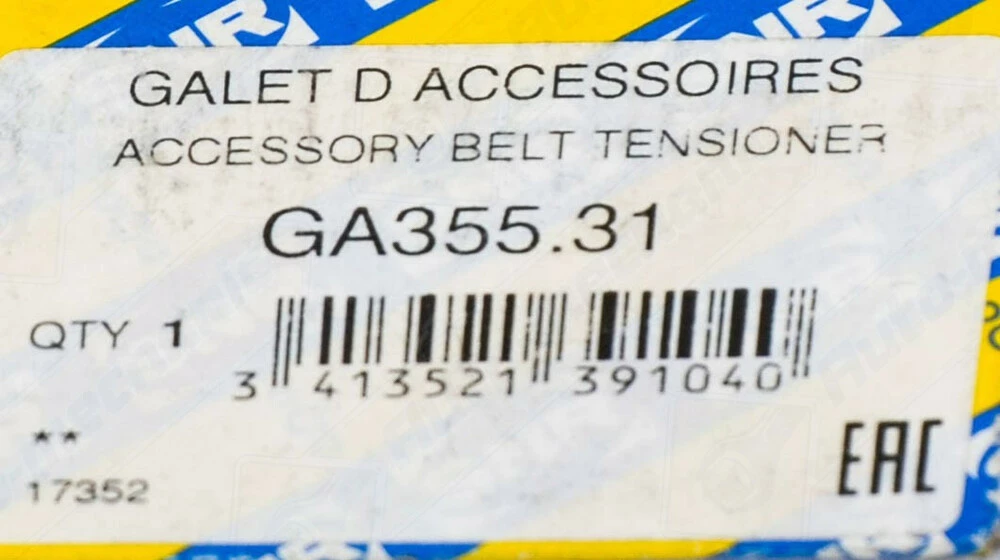 GALET D ACCESSOIRES
ACCESSORY BELT TENSIONER
GA355.31
QTY 1
3 413521 391040
**
17352
EAC